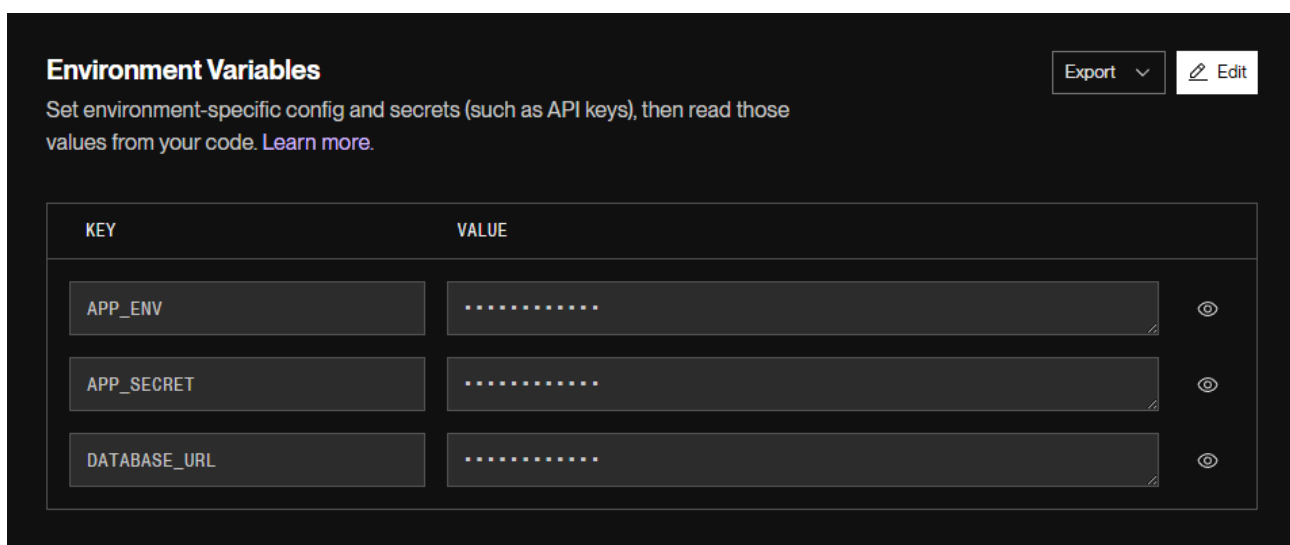 Environment Variables
Export
Edit
Set environment-specific config and secrets (such as API keys), then read those
values from your code. Learn more.
KEY VALUE
APP_ENV ············
APP_SECRET ············
DATABASE_URL ············